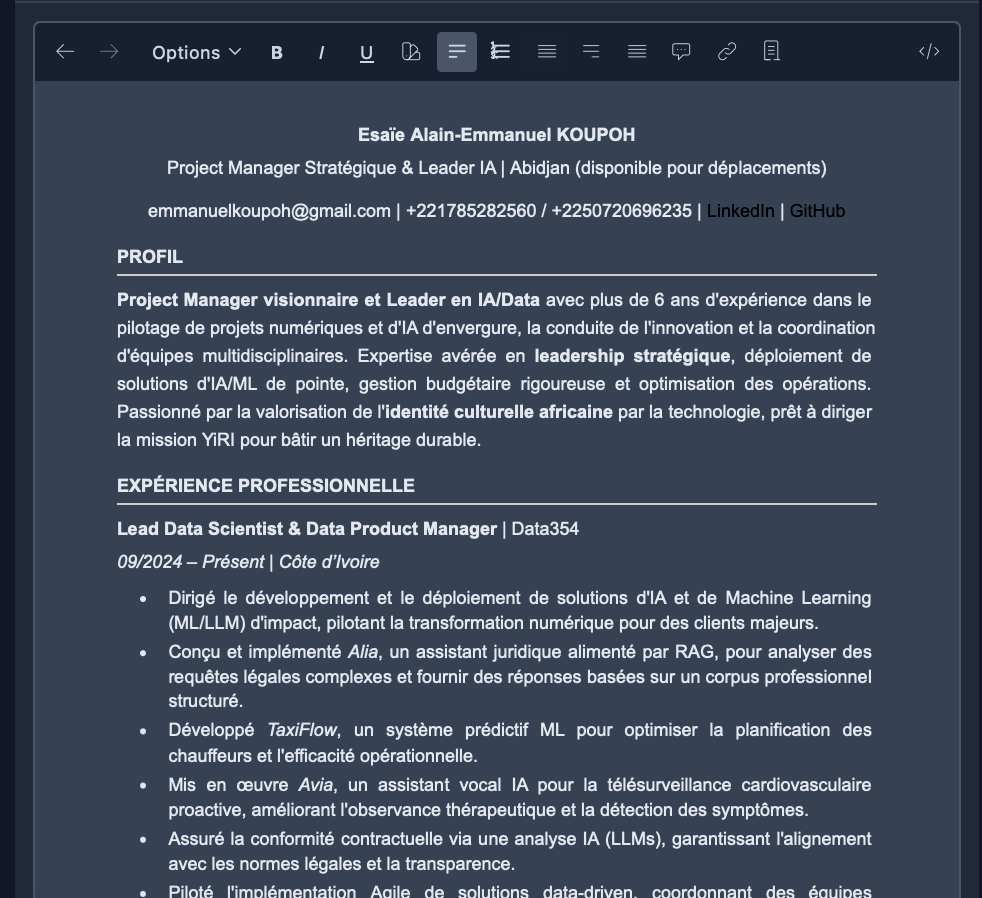 Options B I U </>
Esaïe Alain-Emmanuel KOUPOH
Project Manager Stratégique & Leader IA | Abidjan (disponible pour déplacements)
emmanuelkoupoh@gmail.com | +221785282560 / +2250720696235 | LinkedIn | GitHub
PROFIL
Project Manager visionnaire et Leader en IA/Data avec plus de 6 ans d'expérience dans le
pilotage de projets numériques et d'IA d'envergure, la conduite de l'innovation et la coordination
d'équipes multidisciplinaires. Expertise avérée en leadership stratégique, déploiement de
solutions d'IA/ML de pointe, gestion budgétaire rigoureuse et optimisation des opérations.
Passionné par la valorisation de l'identité culturelle africaine par la technologie, prêt à diriger
la mission YiRI pour bâtir un héritage durable.
EXPÉRIENCE PROFESSIONNELLE
Lead Data Scientist & Data Product Manager | Data354
09/2024 – Présent | Côte d’Ivoire
• Dirigé le développement et le déploiement de solutions d'IA et de Machine Learning
(ML/LLM) d'impact, pilotant la transformation numérique pour des clients majeurs.
• Conçu et implémenté Alia, un assistant juridique alimenté par RAG, pour analyser des
requêtes légales complexes et fournir des réponses basées sur un corpus professionnel
structuré.
• Développé TaxiFlow, un système prédictif ML pour optimiser la planification des
chauffeurs et l'efficacité opérationnelle.
• Mis en œuvre Avia, un assistant vocal IA pour la télésurveillance cardiovasculaire
proactive, améliorant l'observance thérapeutique et la détection des symptômes.
• Assuré la conformité contractuelle via une analyse IA (LLMs), garantissant l'alignement
avec les normes légales et la transparence.
• Piloté l'implémentation Agile de solutions data-driven, coordonnant des équipes